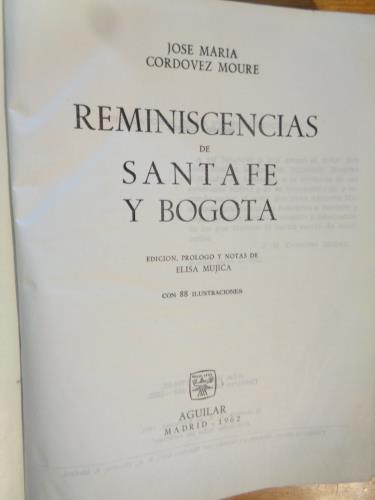 JOSE MARIA
CORDOVEZ MOURE
REMINISCENCIAS
DE
SANTAFE
Y BOGOTA
EDICION, PROLOGO Y NOTAS DE
ELISA MUJICA
CON 88 ILUSTRACIONES
AGUILAR
MADRID - 1962